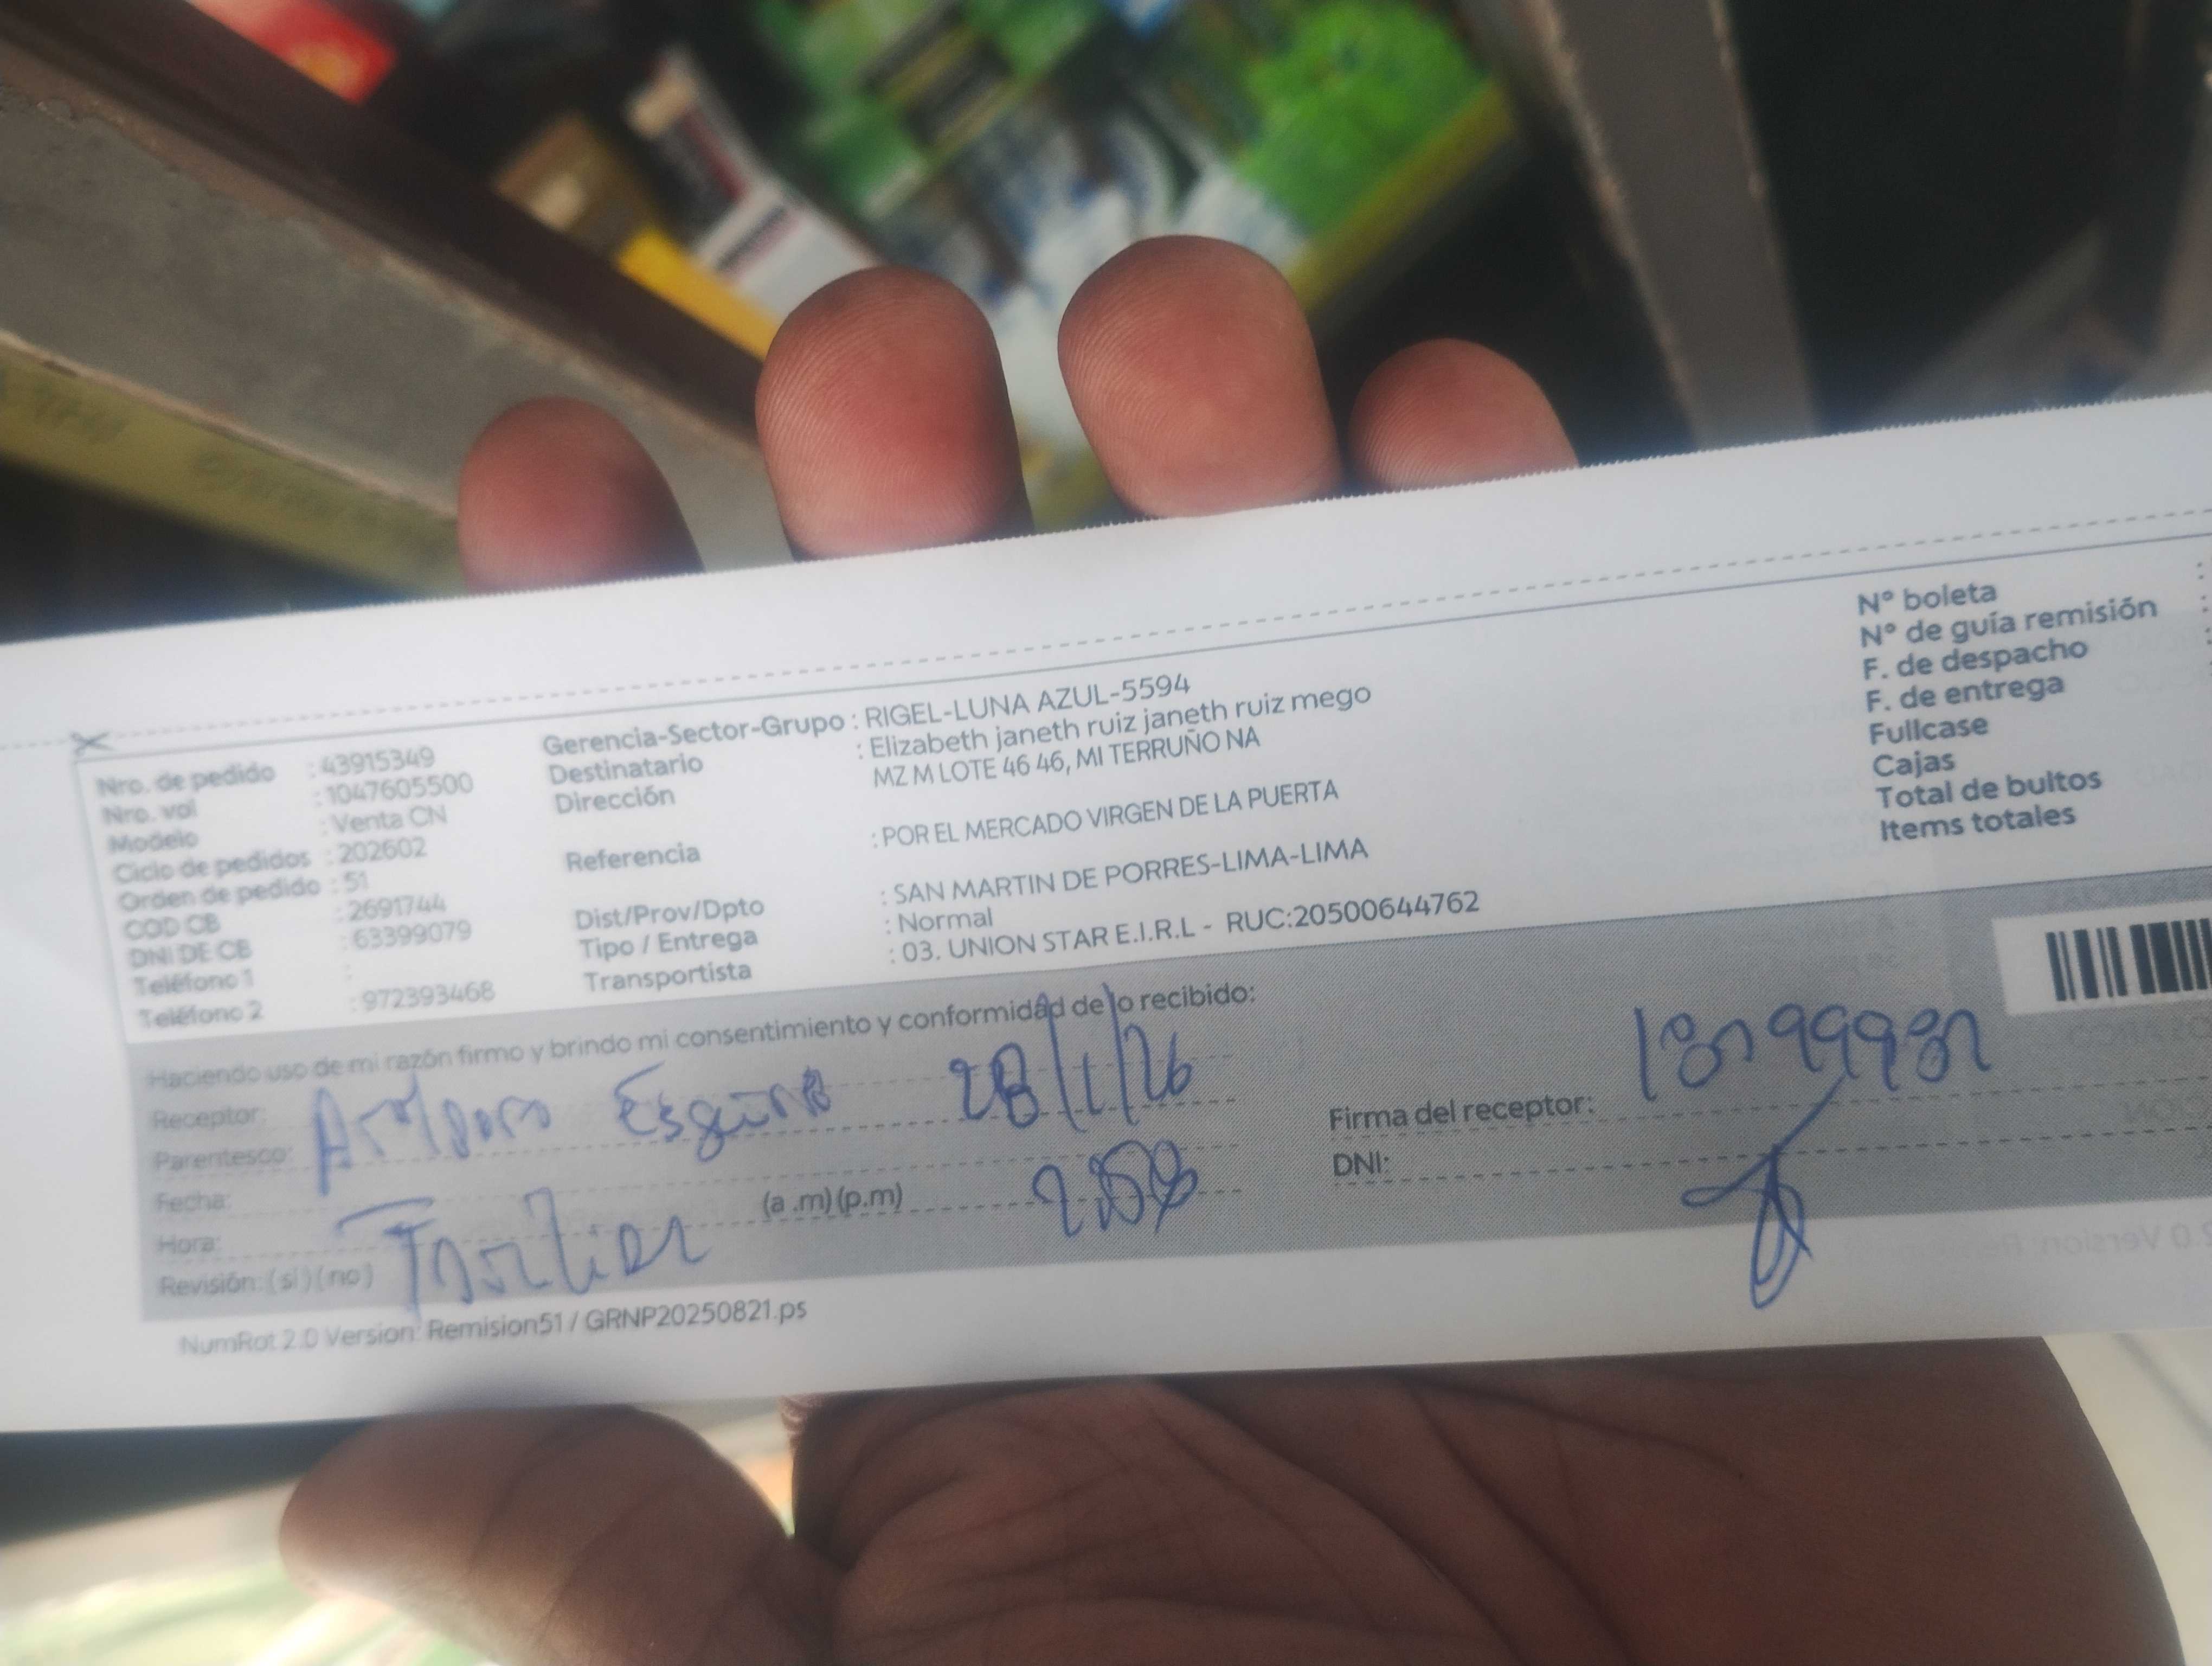 Nro. de pedido : 43915349
Nro. vol : 1047605500
Modelo : Venta CN
Ciclo de pedidos : 202602
Orden de pedido : 51
COD CB : 2691744
DNI DE CB : 63399079
Teléfono 1 :
Teléfono 2 : 972393468
Gerencia-Sector-Grupo : RIGEL-LUNA AZUL-5594
Destinatario : Elizabeth janeth ruiz janeth ruiz mego
Dirección MZ M LOTE 46 46, MI TERRUÑO NA
Referencia : POR EL MERCADO VIRGEN DE LA PUERTA
Dist/Prov/Dpto : SAN MARTIN DE PORRES-LIMA-LIMA
Tipo / Entrega : Normal
Transportista : 03. UNION STAR E.I.R.L - RUC:20500644762
N° boleta :
N° de guía remisión :
F. de despacho :
F. de entrega :
Fullcase
Cajas
Total de bultos
Items totales
Haciendo uso de mi razón firmo y brindo mi consentimiento y conformidad de lo recibido:
Receptor: 28/1/26
Parentesco:
Fecha:
Hora: (a .m)(p.m)
Revisión: (si)(no)
Firma del receptor:
DNI:
NumRot 2.0 Version: Remision51 / GRNP20250821.ps